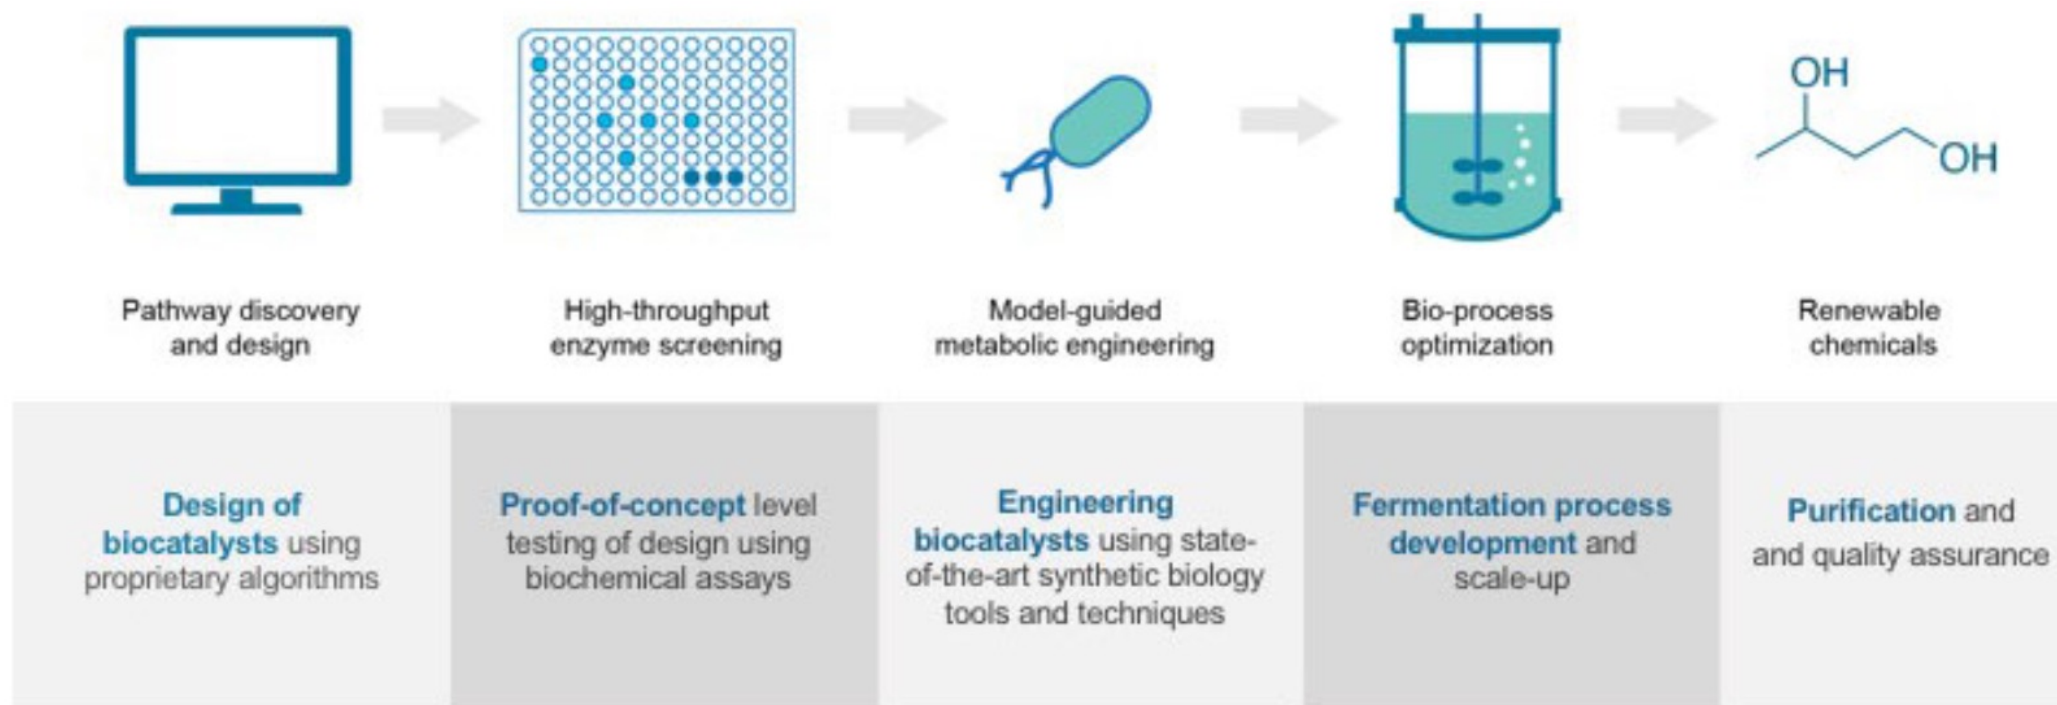 OH
OH
Pathway discovery
and design
High-throughput
enzyme screening
Model-guided
metabolic engineering
Bio-process
optimization
Renewable
chemicals
Design of
biocatalysts using
proprietary algorithms
Proof-of-concept level
testing of design using
biochemical assays
Engineering
biocatalysts using state-
of-the-art synthetic biology
tools and techniques
Fermentation process
development and
scale-up
Purification and
and quality assurance